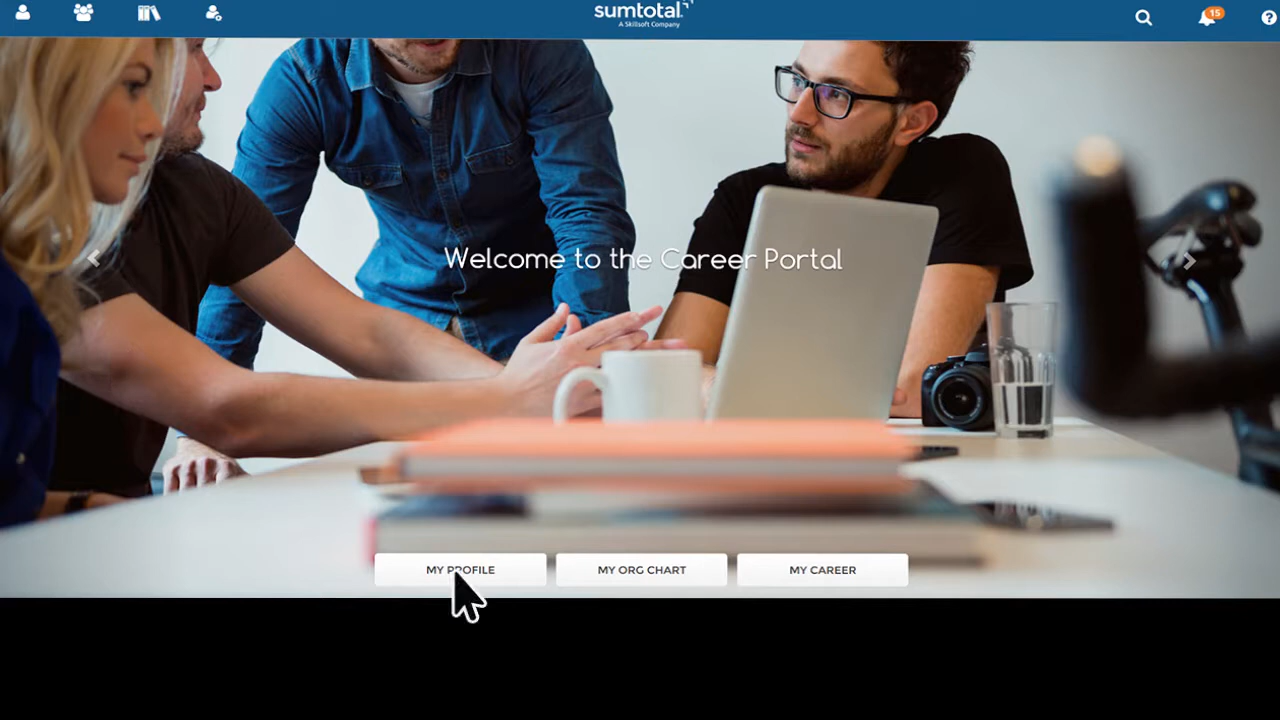 sumtotal
A Skillsoft Company
15
Welcome to the Career Portal
MY PROFILE
MY ORG CHART
MY CAREER